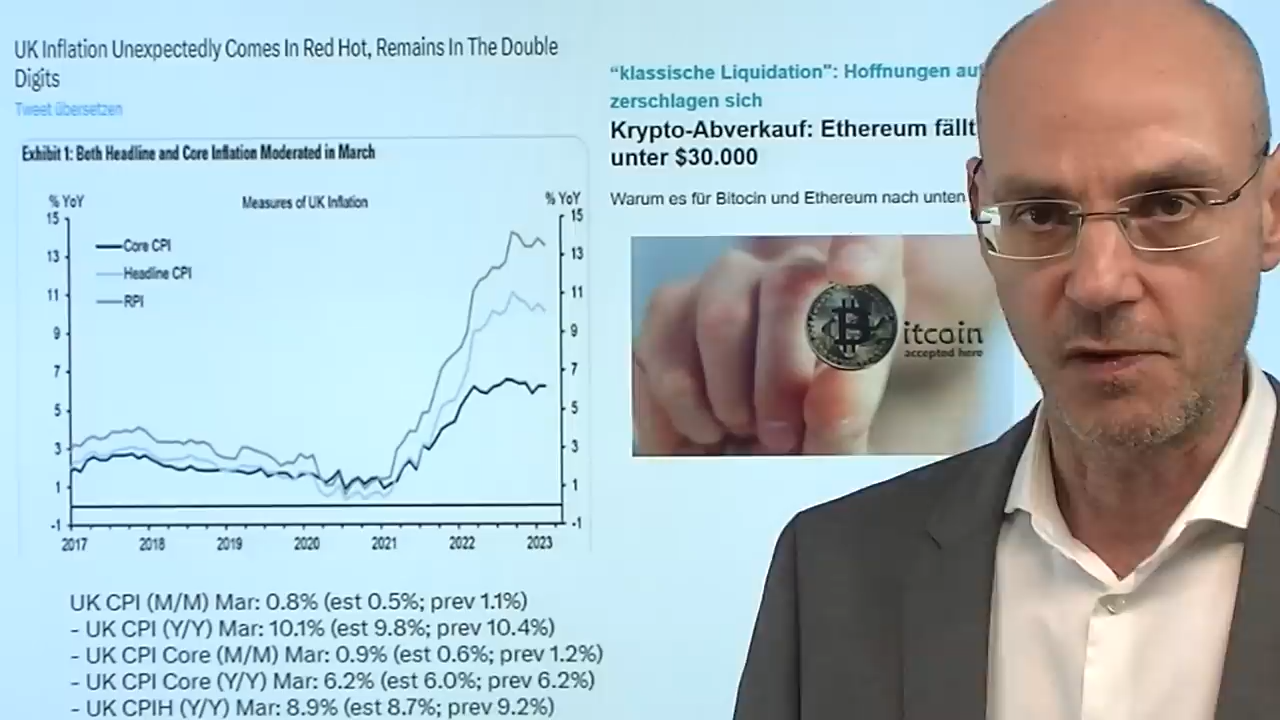 UK Inflation Unexpectedly Comes In Red Hot, Remains In The Double
Digits
Tweet übersetzen
Exhibit 1: Both Headline and Core Inflation Moderated in March
% YoY
Measures of UK Inflation
% YoY
15
13
11
9
7
5
3
1
-1
Core CPI
Headline CPI
RPI
15
13
11
9
7
5
3
1
-1
2017 2018 2019 2020 2021 2022 2023
UK CPI (M/M) Mar: 0.8% (est 0.5%; prev 1.1%)
- UK CPI (Y/Y) Mar: 10.1% (est 9.8%; prev 10.4%)
- UK CPI Core (M/M) Mar: 0.9% (est 0.6%; prev 1.2%)
- UK CPI Core (Y/Y) Mar: 6.2% (est 6.0%; prev 6.2%)
- UK CPIH (Y/Y) Mar: 8.9% (est 8.7%; prev 9.2%)
“klassische Liquidation": Hoffnungen
zerschlagen sich
Krypto-Abverkauf: Ethereum fällt
unter $30.000
Warum es für Bitocin und Ethereum nach unten
itcoin
accepted here